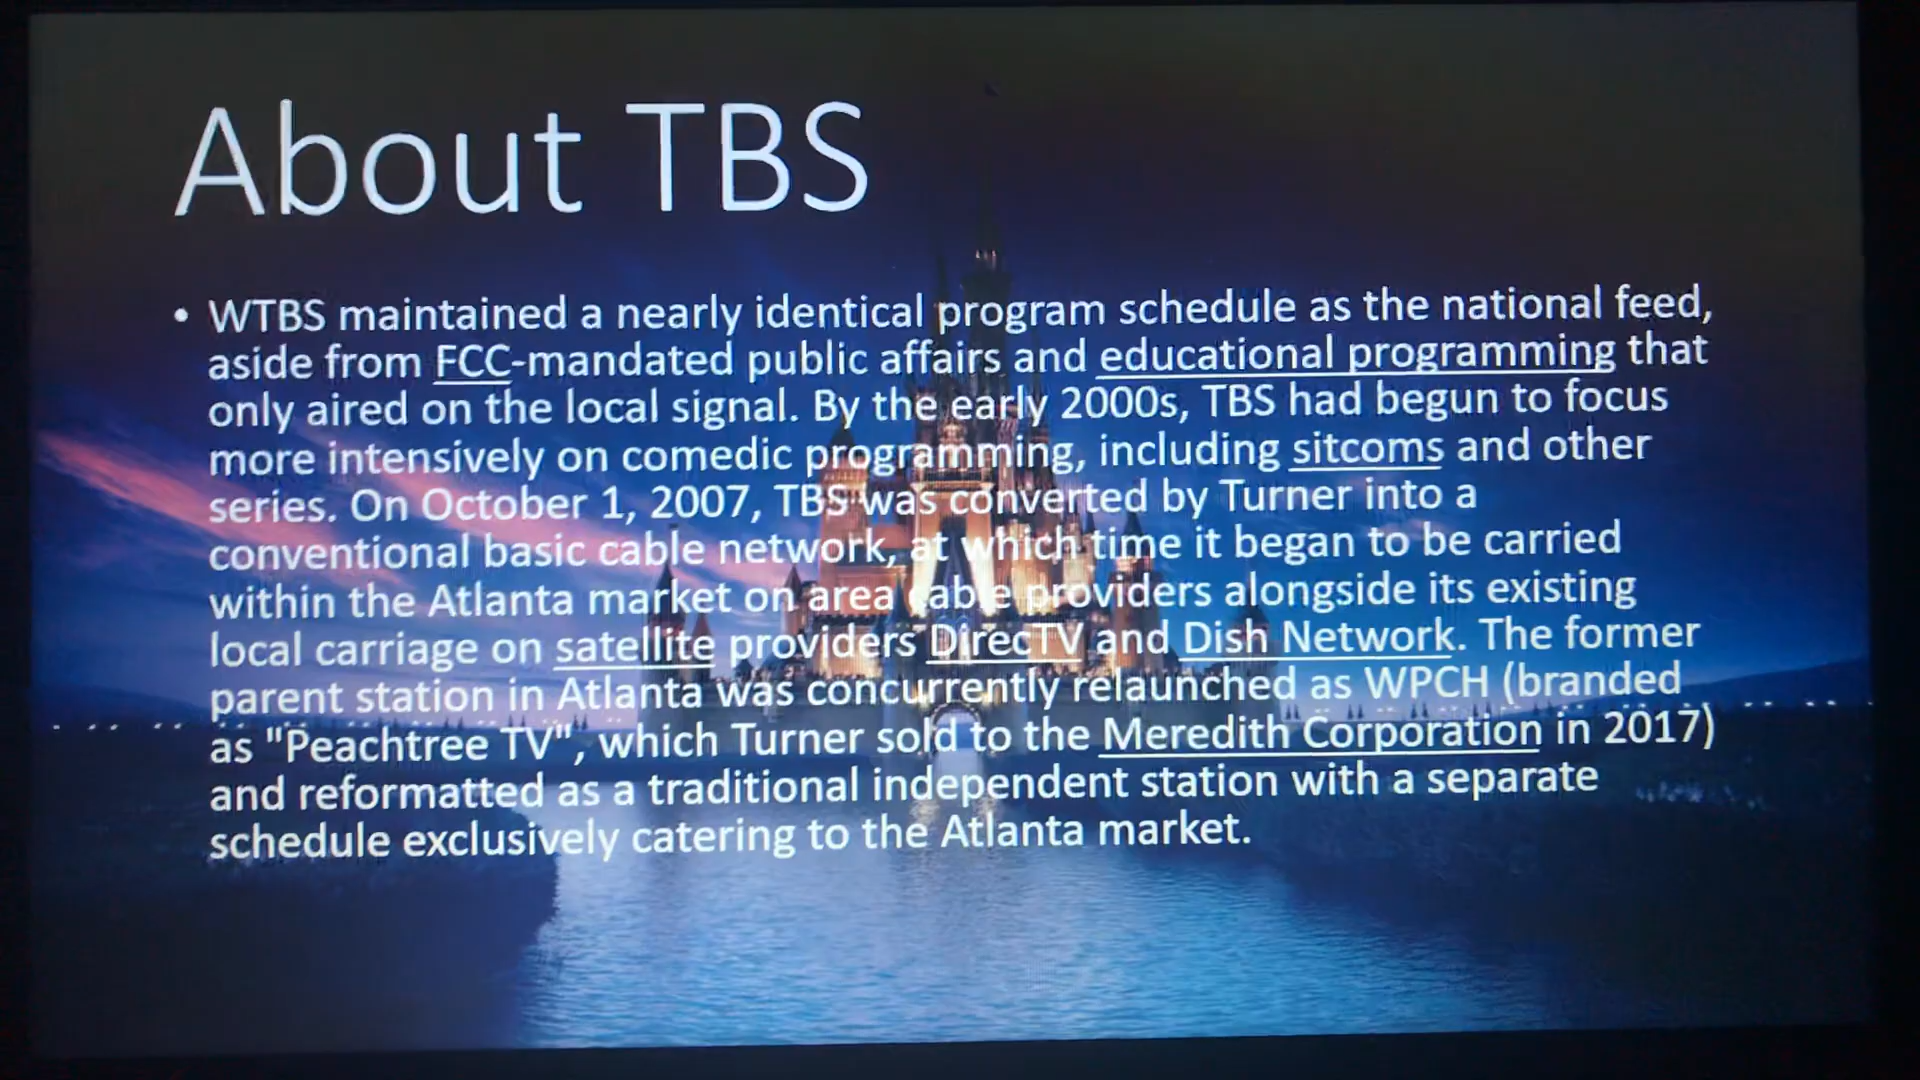 About TBS
• WTBS maintained a nearly identical program schedule as the national feed,
aside from FCC-mandated public affairs and educational programming that
only aired on the local signal. By the early 2000s, TBS had begun to focus
more intensively on comedic programming, including sitcoms and other
series. On October 1, 2007, TBS was converted by Turner into a
conventional basic cable network, at which time it began to be carried
within the Atlanta market on area cable providers alongside its existing
local carriage on satellite providers DirecTV and Dish Network. The former
parent station in Atlanta was concurrently relaunched as WPCH (branded
as "Peachtree TV", which Turner sold to the Meredith Corporation in 2017)
and reformatted as a traditional independent station with a separate
schedule exclusively catering to the Atlanta market.